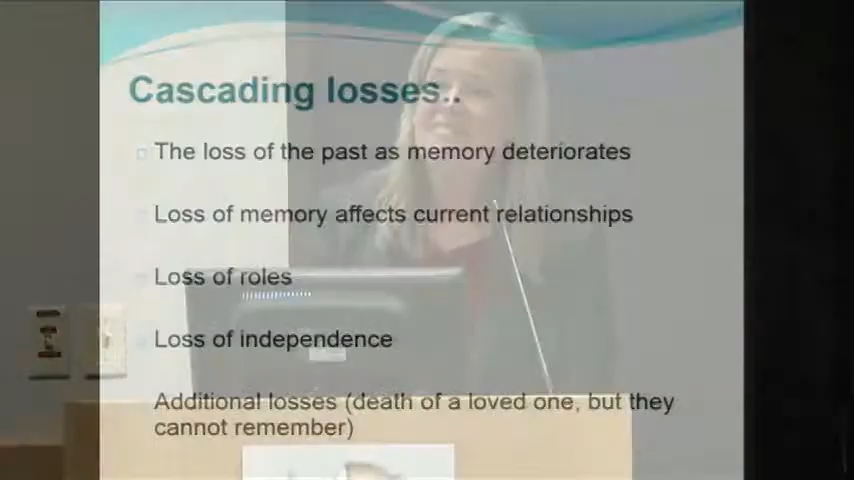 Cascading losses..
The loss of the past as memory deteriorates
Loss of memory affects current relationships
Loss of roles
Loss of independence
Additional losses (death of a loved one, but they
cannot remember)